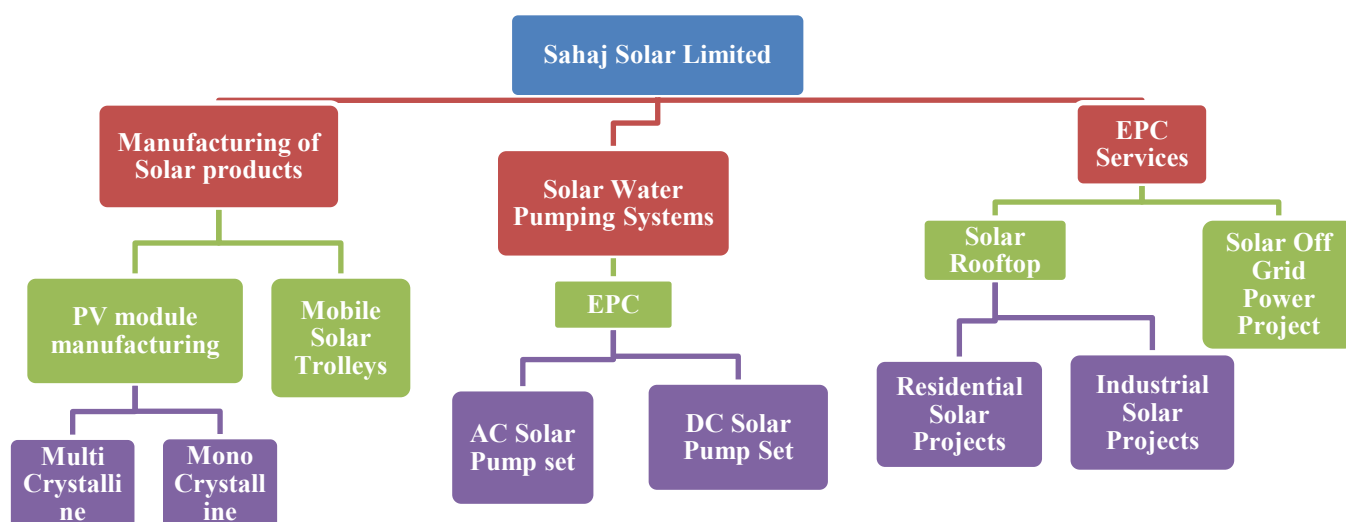 Sahaj Solar Limited
Manufacturing of
Solar products
Solar Water
Pumping Systems
EPC
Services
PV module
manufacturing
Mobile
Solar
Trolleys
EPC
Solar
Rooftop
Solar Off
Grid
Power
Project
Multi
Crystalli
ne
Mono
Crystall
ine
AC Solar
Pump set
DC Solar
Pump Set
Residential
Solar
Projects
Industrial
Solar
Projects